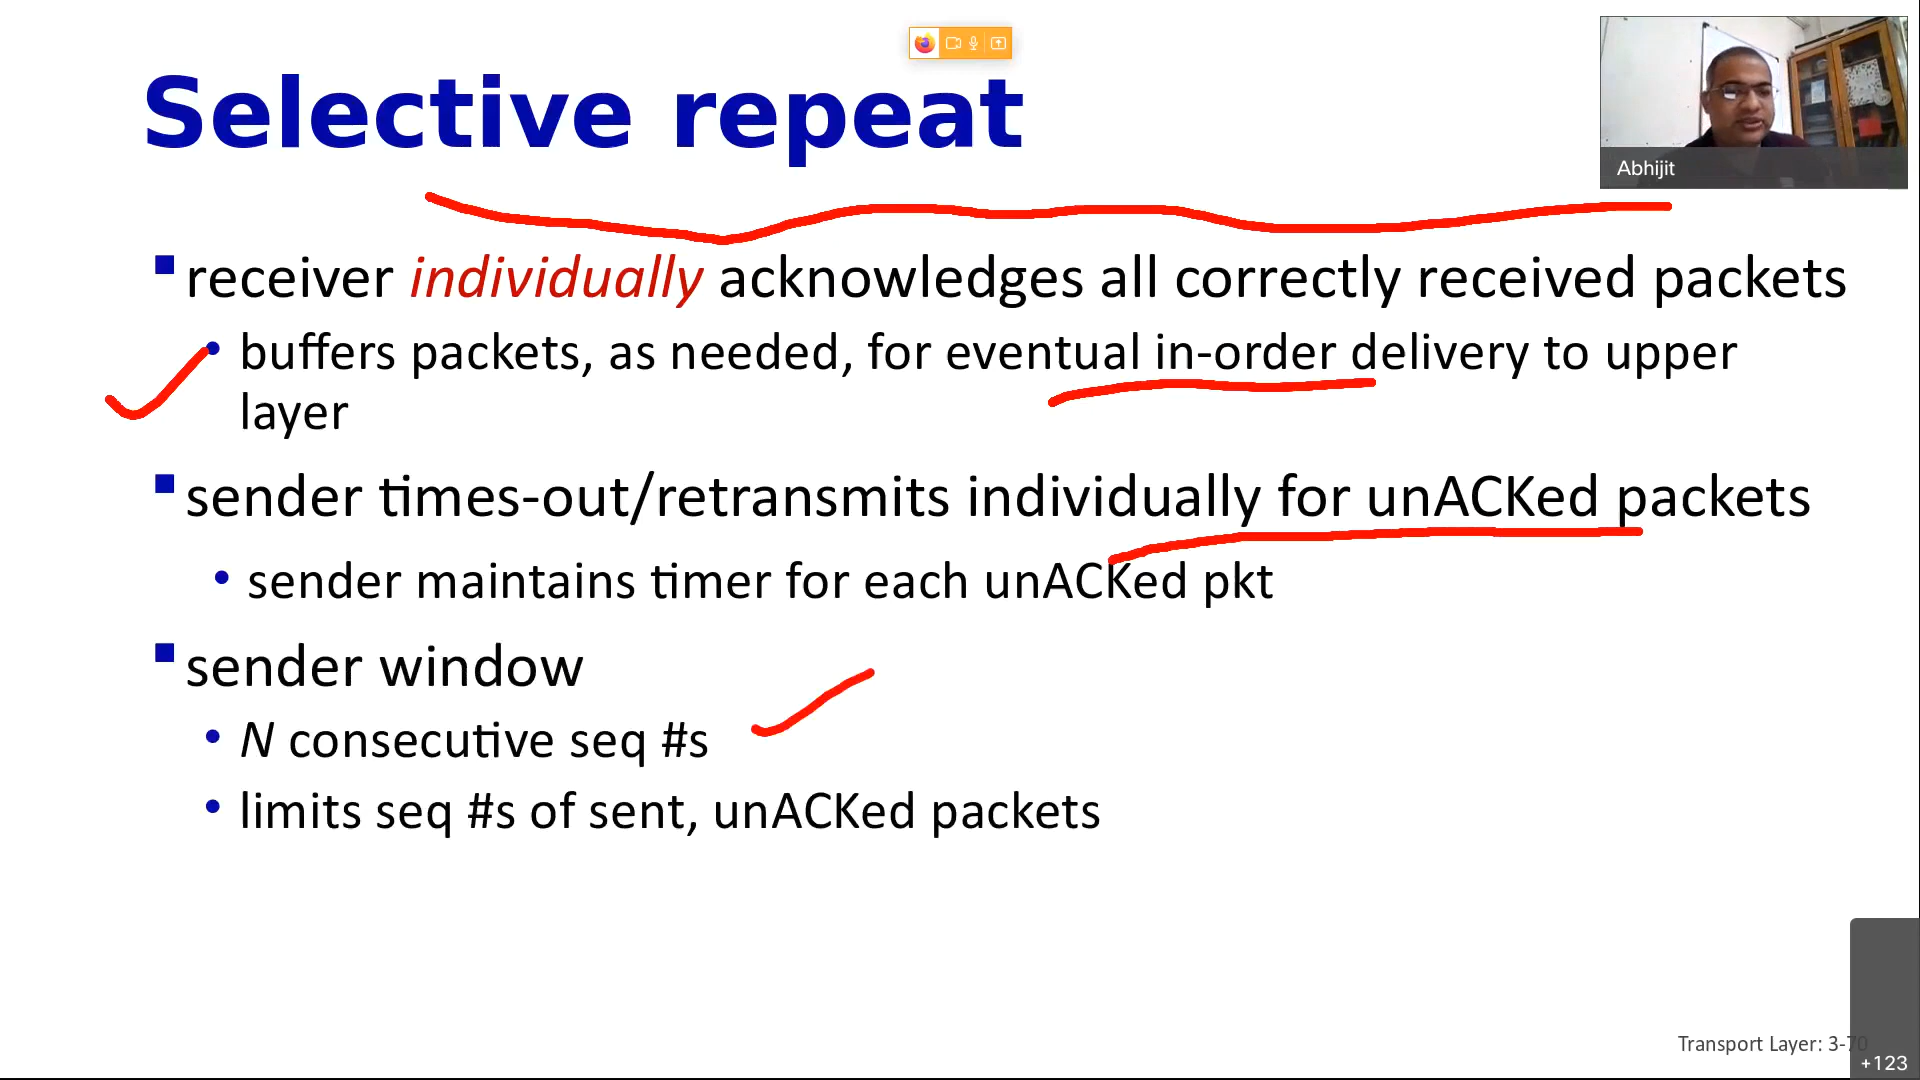 Selective repeat
Abhijit
receiver individually acknowledges all correctly received packets
buffers packets, as needed, for eventual in-order delivery to upper
layer
sender times-out/retransmits individually for unACKed packets
sender maintains timer for each unACKed pkt
sender window
N consecutive seq #s
limits seq #s of sent, unACKed packets
Transport Layer: 3-70
+123